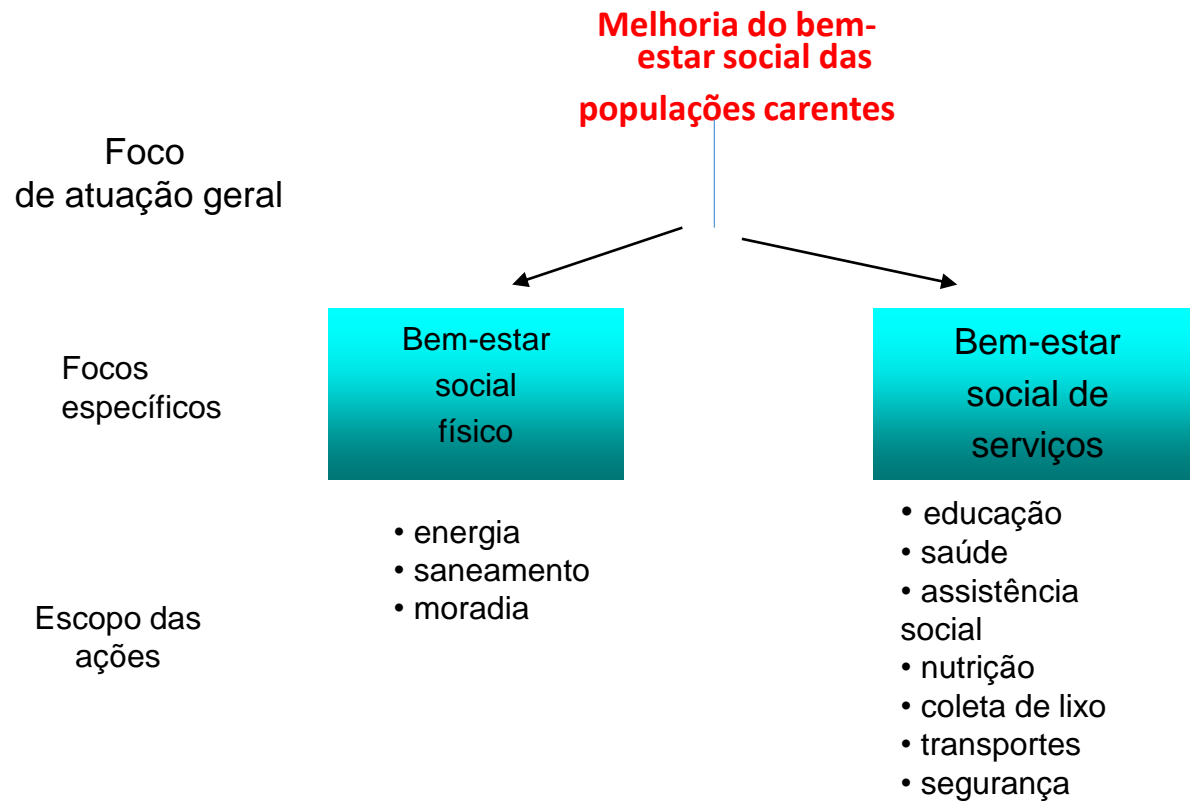 Melhoria do bem-
estar social das
populações carentes
Foco
de atuação geral
Focos
específicos
Bem-estar
social
físico
Bem-estar
social de
serviços
Escopo das
ações
• energia
• saneamento
• moradia
• educação
• saúde
• assistência
social
• nutrição
• coleta de lixo
• transportes
• segurança